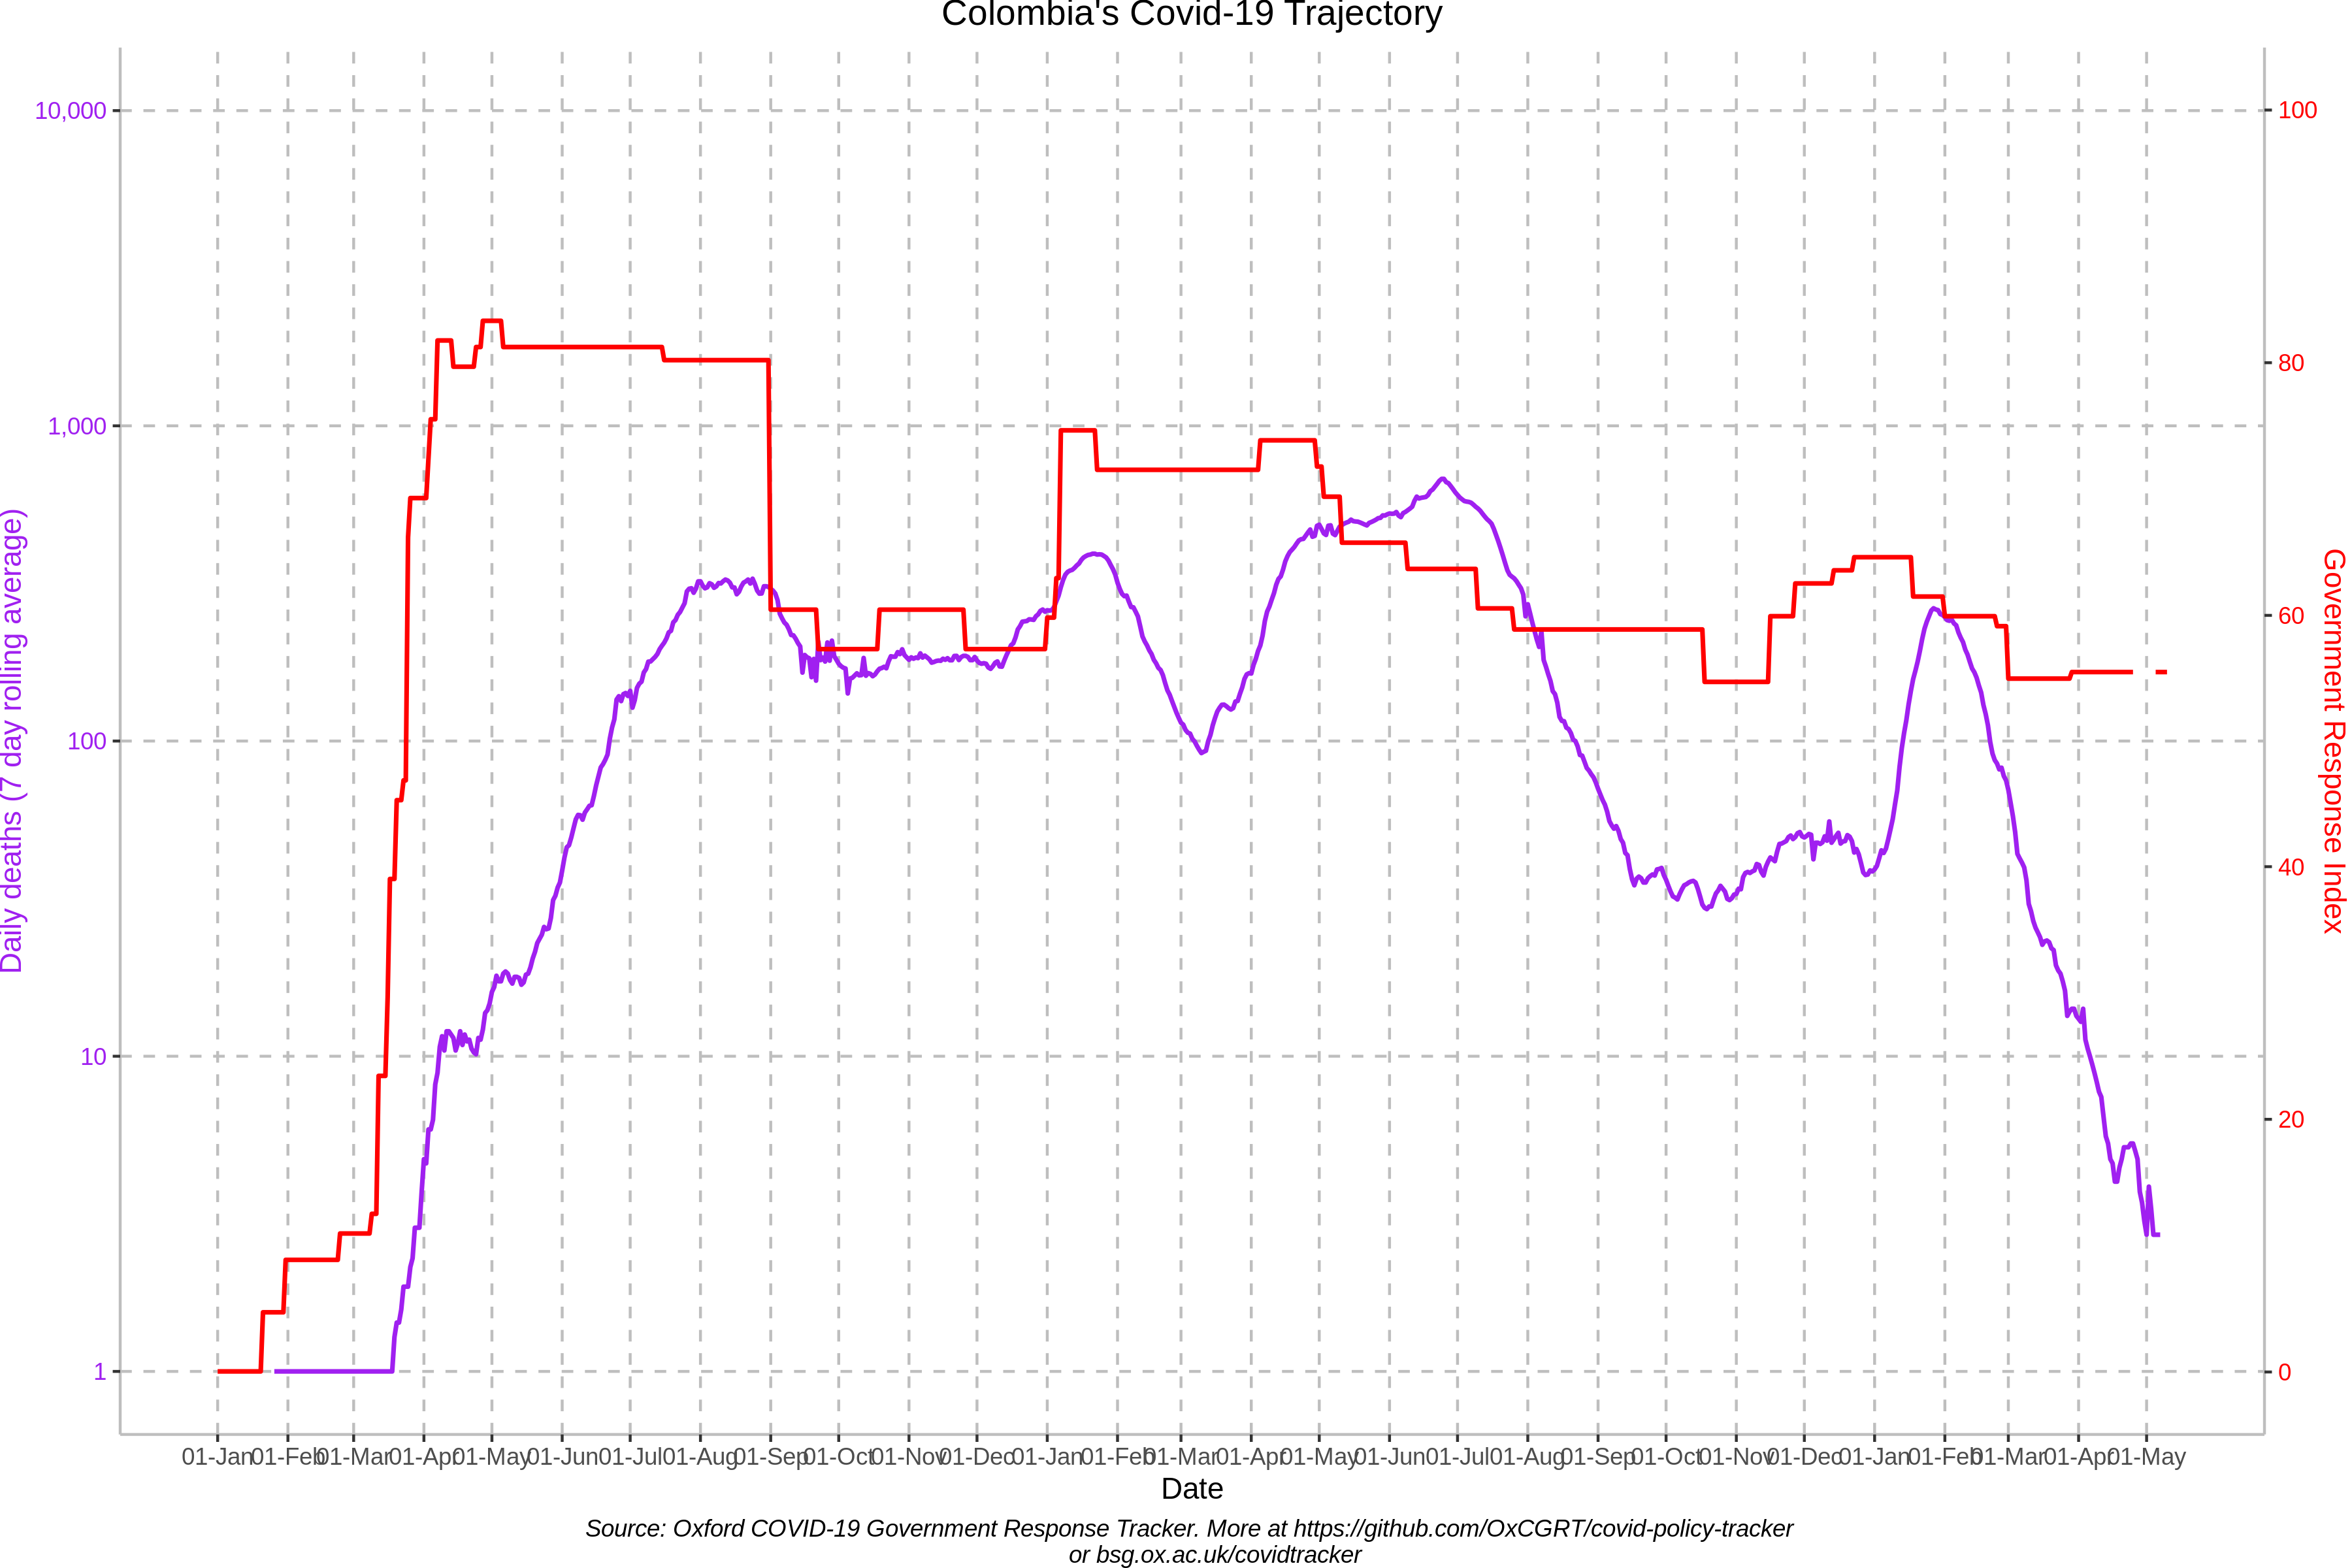 Colombia's Covid-19 Trajectory
10,000
1,000
100
10
1
Daily deaths (7 day rolling average)
100
80
60
40
20
0
Government Response Index
01-Jan 01-Feb 01-Mar 01-Apr 01-May 01-Jun 01-Jul 01-Aug 01-Sep 01-Oct 01-Nov 01-Dec 01-Jan 01-Feb 01-Mar 01-Apr 01-May 01-Jun 01-Jul 01-Aug 01-Sep 01-Oct 01-Nov 01-Dec 01-Jan 01-Feb 01-Mar 01-Apr 01-May
Date
Source: Oxford COVID-19 Government Response Tracker. More at https://github.com/OxCGRT/covid-policy-tracker
or bsg.ox.ac.uk/covidtracker